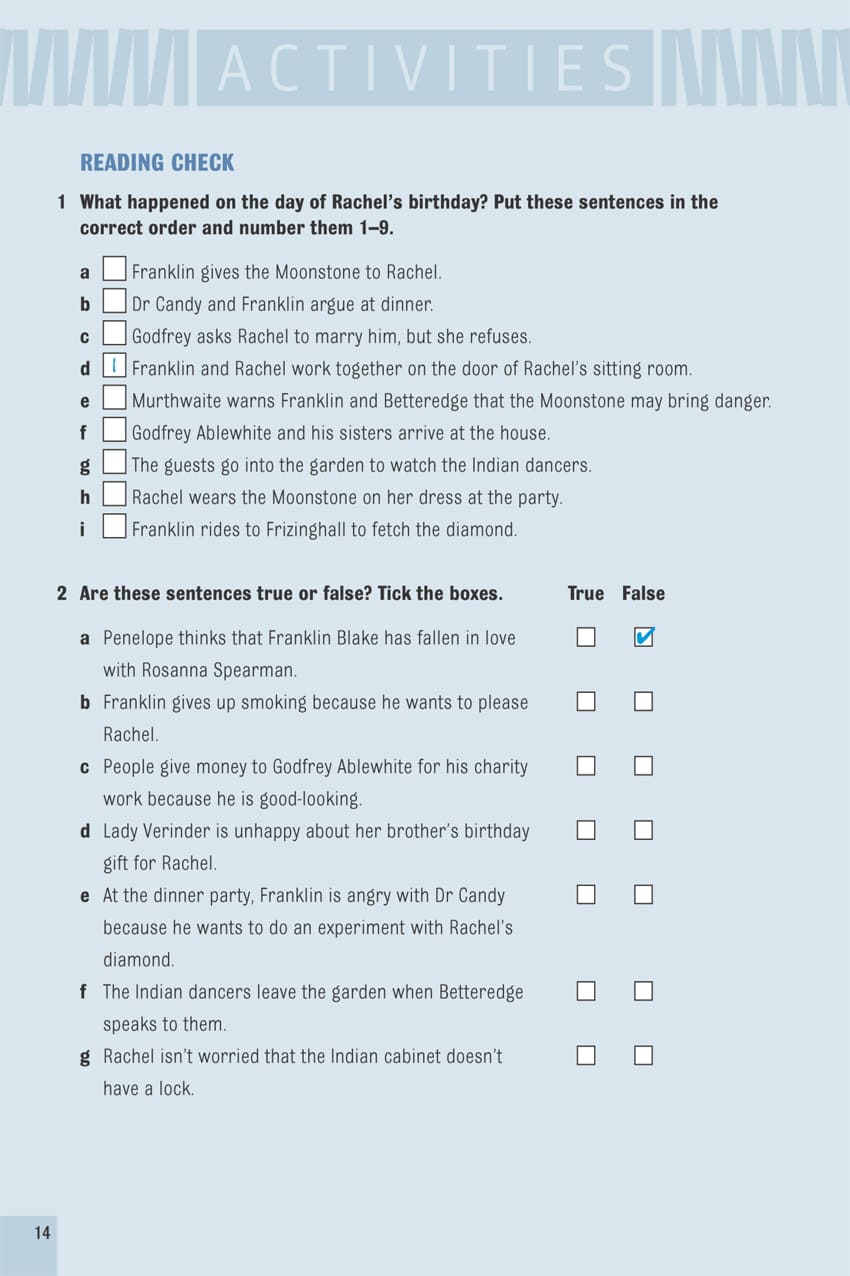 ACTIVITIES
READING CHECK
1 What happened on the day of Rachel's birthday? Put these sentences in the
correct order and number them 1–9.
a Franklin gives the Moonstone to Rachel.
b Dr Candy and Franklin argue at dinner.
c Godfrey asks Rachel to marry him, but she refuses.
d 1 Franklin and Rachel work together on the door of Rachel's sitting room.
e Murthwaite warns Franklin and Betteredge that the Moonstone may bring danger.
f Godfrey Ablewhite and his sisters arrive at the house.
g The guests go into the garden to watch the Indian dancers.
h Rachel wears the Moonstone on her dress at the party.
i Franklin rides to Frizinghall to fetch the diamond.
2 Are these sentences true or false? Tick the boxes. True False
a Penelope thinks that Franklin Blake has fallen in love
with Rosanna Spearman.
b Franklin gives up smoking because he wants to please
Rachel.
c People give money to Godfrey Ablewhite for his charity
work because he is good-looking.
d Lady Verinder is unhappy about her brother's birthday
gift for Rachel.
e At the dinner party, Franklin is angry with Dr Candy
because he wants to do an experiment with Rachel's
diamond.
f The Indian dancers leave the garden when Betteredge
speaks to them.
g Rachel isn't worried that the Indian cabinet doesn't
have a lock.
14